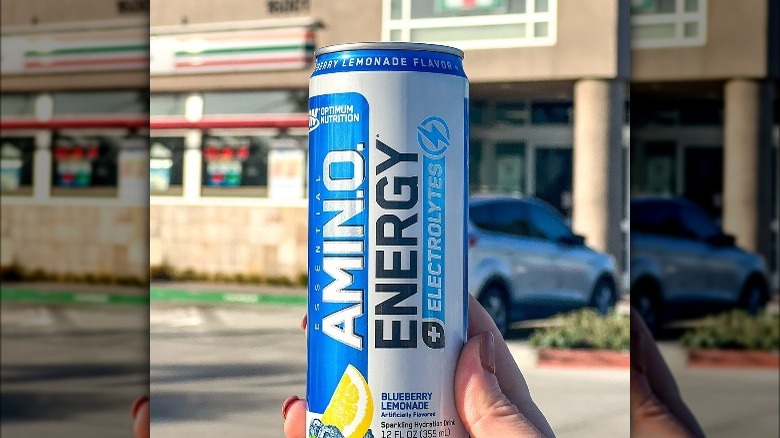 BERRY LEMONADE FLAVOR
OPTIMUM
NUTRITION
ESSENTIAL
AMIN.O.
ENERGY
+ ELECTROLYTES
BLUEBERRY
LEMONADE
Artificially Flavored
Sparkling Hydration Drink
12 FL OZ (355 mL)